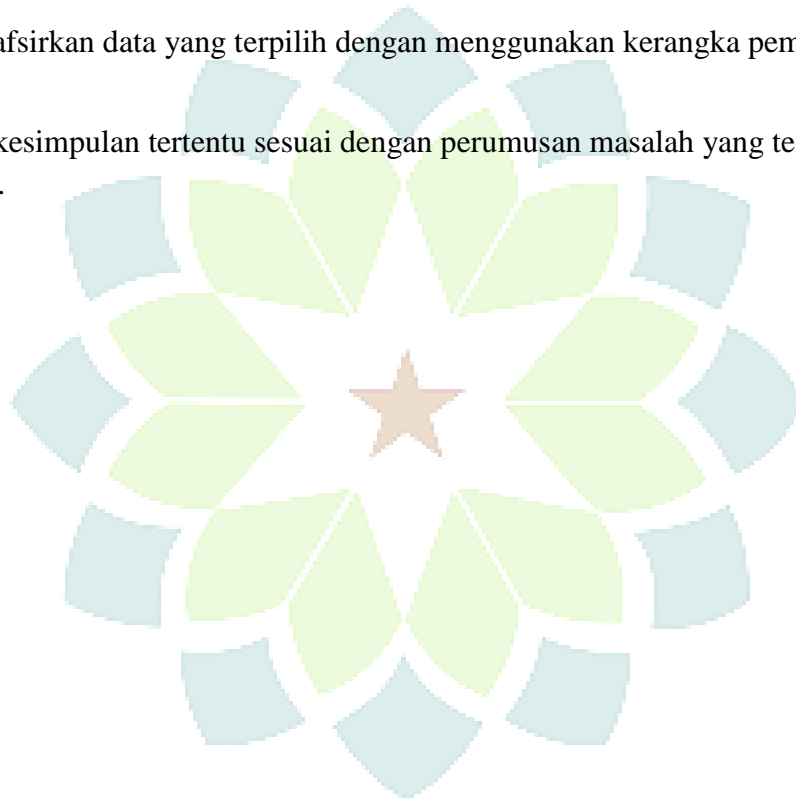 afsirkan data yang terpilih dengan menggunakan kerangka pem
kesimpulan tertentu sesuai dengan perumusan masalah yang te
.